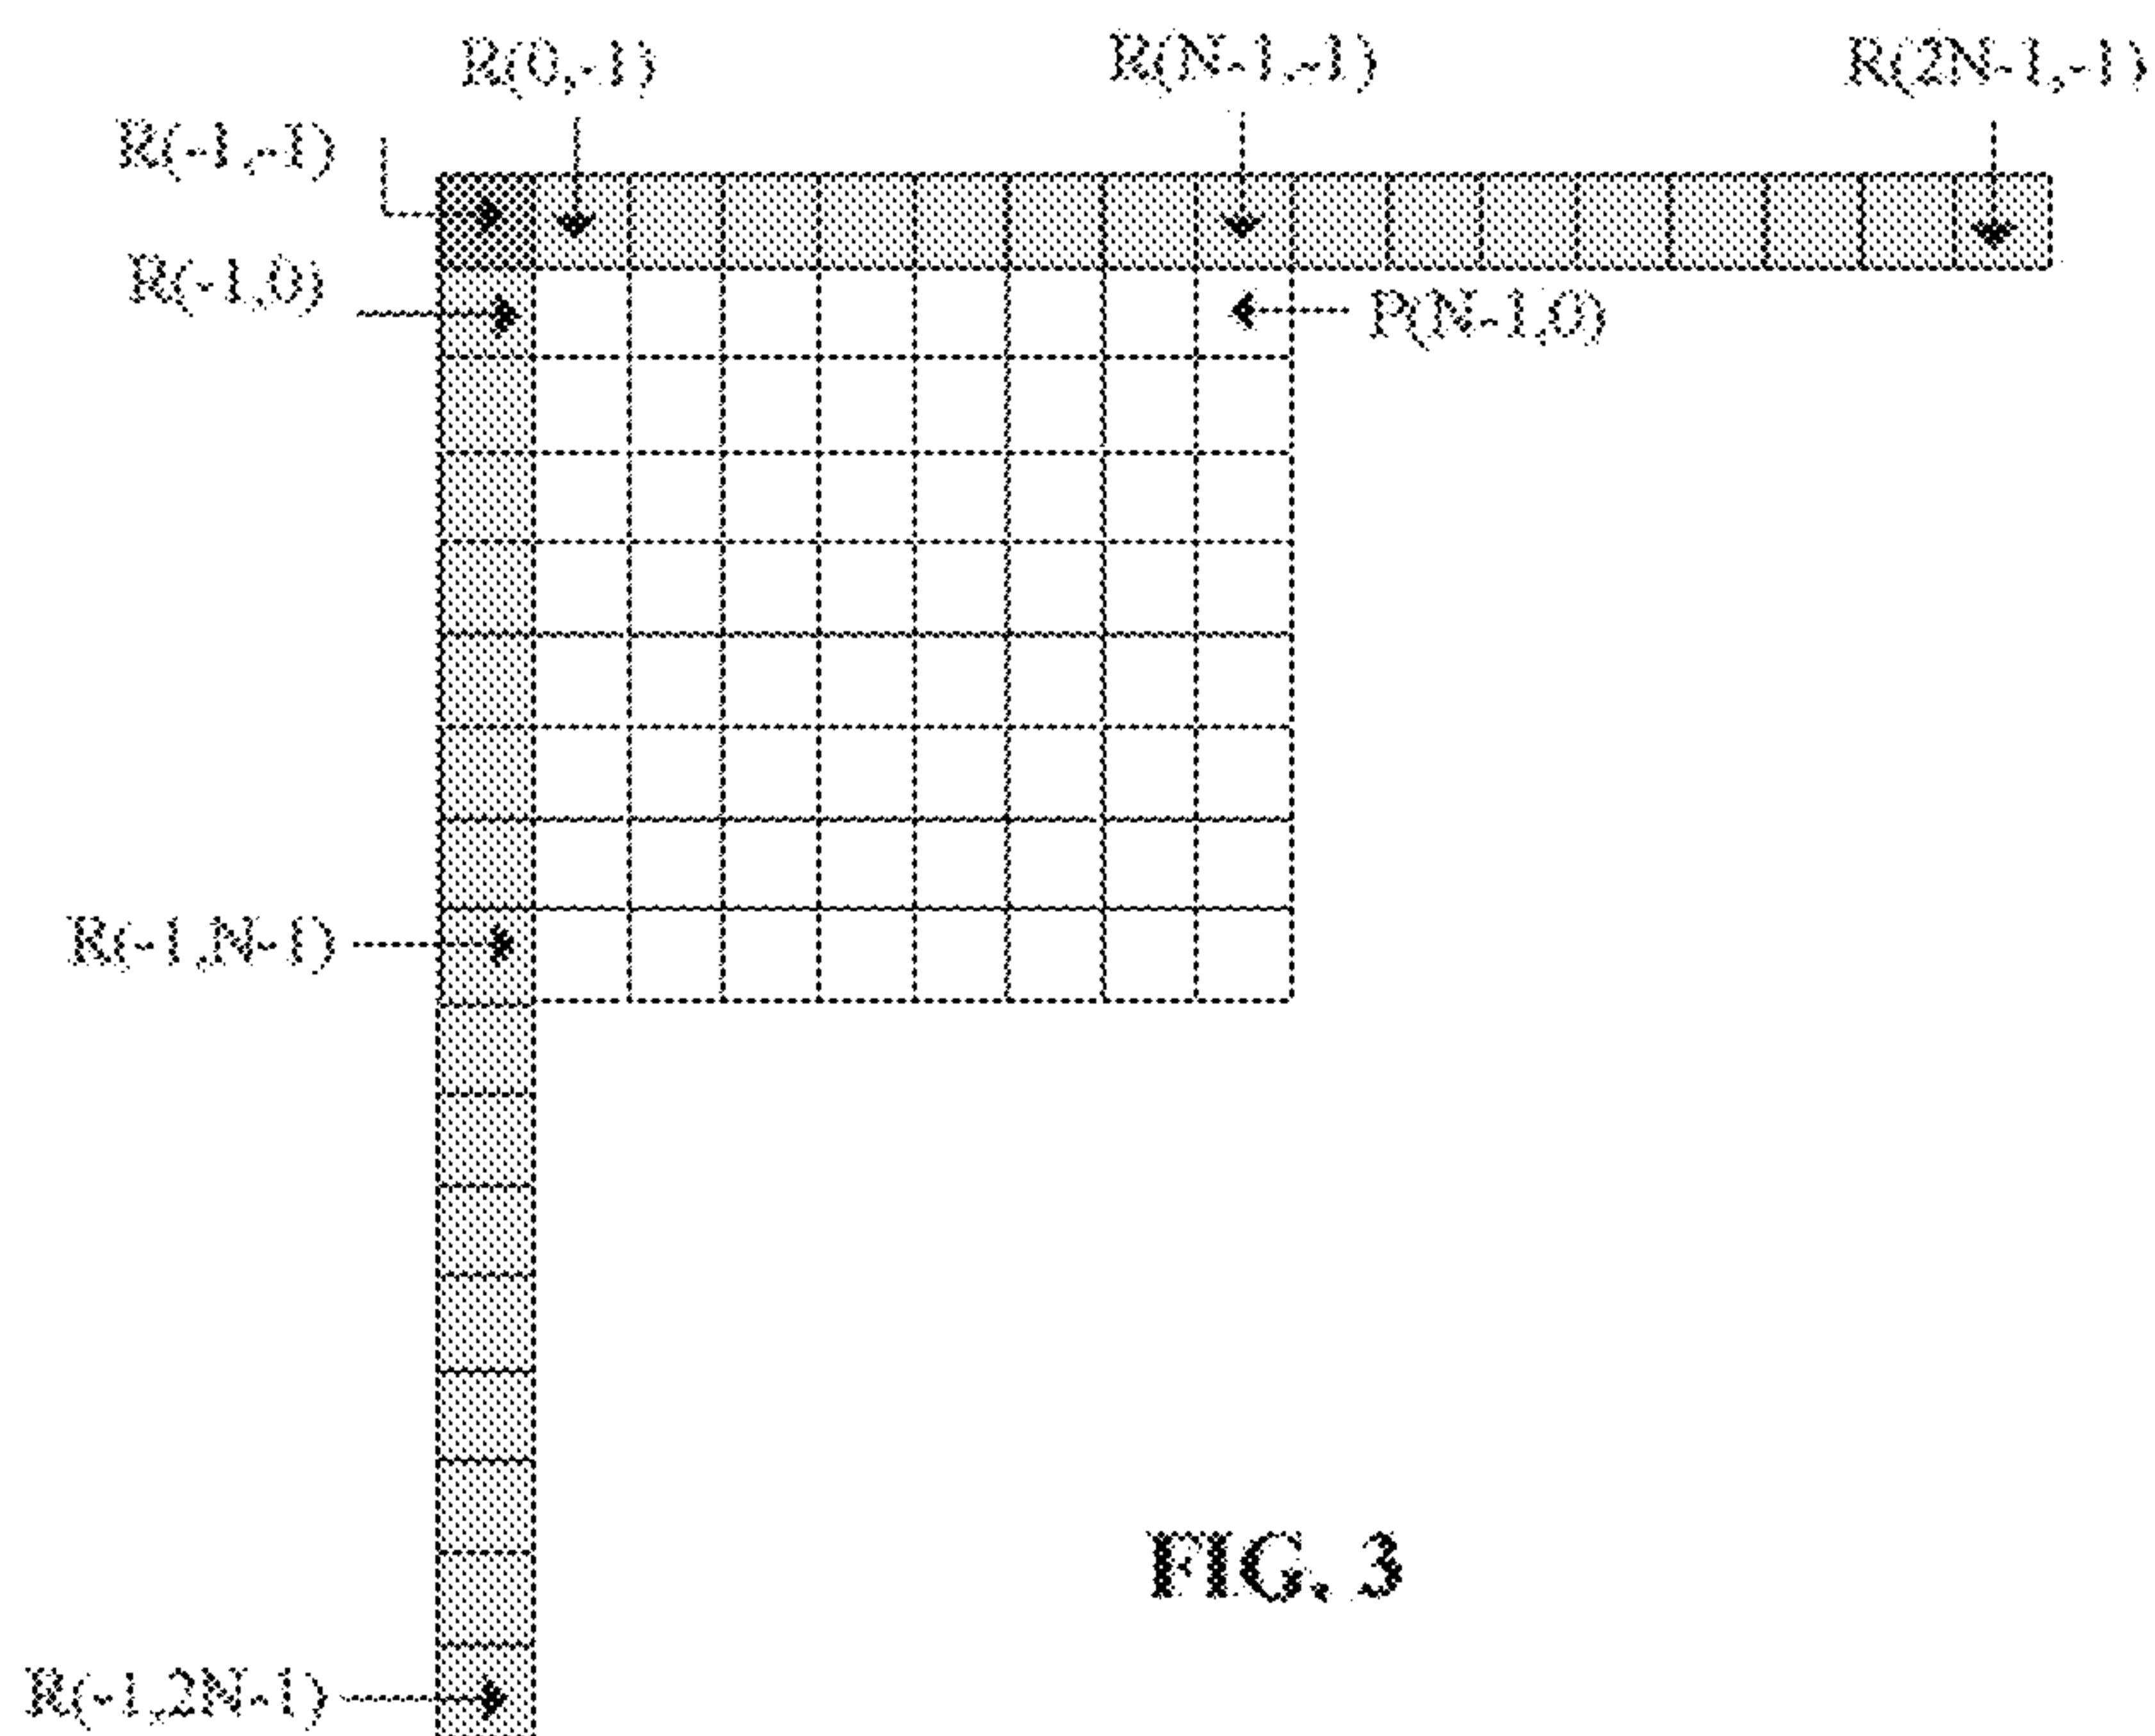 R(0,-1)
R(N-1,-1)
R(2N-1,-1)
R(-1,-1)
R(-1,0)
P(N-1,0)
R(-1,N-1)
FIG. 3
R(-1,2N-1)